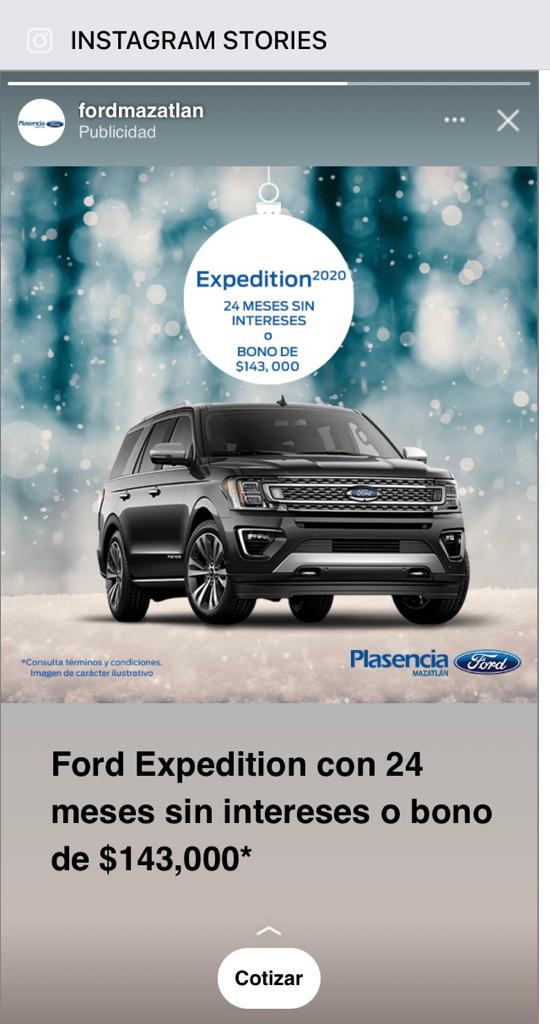 INSTAGRAM STORIES
fordmazatlan
Publicidad
Expedition²⁰²⁰
24 MESES SIN
INTERESES
o
BONO DE
$143, 000
Ford
*Consulta términos y condiciones.
Imagen de carácter ilustrativo
Plasencia Ford
MAZATLÁN
Ford Expedition con 24
meses sin intereses o bono
de $143,000*
Cotizar